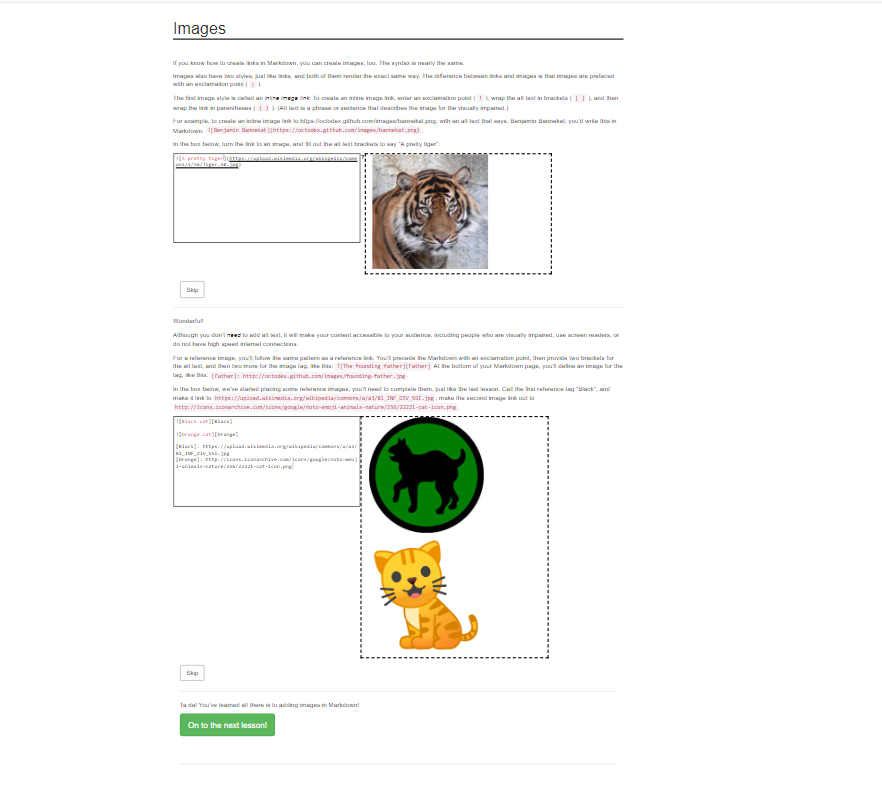 Images
If you know how to create links in Markdown, you can create images, too. The syntax is nearly the same.
Images also have two styles, just like links, and both of them render the exact same way. The difference between links and images is that images are prefaced
with an exclamation point ( ! ).
The first image style is called an inline image link. To create an inline image link, enter an exclamation point ( ! ), wrap the alt text in brackets ( [ ] ), and then
wrap the link in parentheses ( ( ) ). (Alt text is a phrase or sentence that describes the image for the visually impaired.)
For example, to create an inline image link to https://octodex.github.com/images/bannekat.png, with an alt text that says, Benjamin Bannekat, you'd write this in
Markdown: ![Benjamin Bannekat](https://octodex.github.com/images/bannekat.png) .
In the box below, turn the link to an image, and fill out the alt text brackets to say "A pretty tiger":
![A pretty tiger](https://upload.wikimedia.org/wikipedia/comm
ons/5/56/Tiger.50.jpg)
Skip
Wonderful!
Although you don't need to add alt text, it will make your content accessible to your audience, including people who are visually impaired, use screen readers, or
do not have high speed internet connections.
For a reference image, you'll follow the same pattern as a reference link. You'll precede the Markdown with an exclamation point, then provide two brackets for
the alt text, and then two more for the image tag, like this: ![The founding father][Father] At the bottom of your Markdown page, you'll define an image for the
tag, like this: [Father]: http://octodex.github.com/images/founding-father.jpg .
In the box below, we've started placing some reference images; you'll need to complete them, just like the last lesson. Call the first reference tag "Black", and
make it link to https://upload.wikimedia.org/wikipedia/commons/a/a3/81_INF_DIV_SSI.jpg ; make the second image link out to
http://icons.iconarchive.com/icons/google/noto-emoji-animals-nature/256/22221-cat-icon.png .
![Black cat][Black]
![Orange cat][Orange]
[Black]: https://upload.wikimedia.org/wikipedia/commons/a/a3/
81_INF_DIV_SSI.jpg
[Orange]: http://icons.iconarchive.com/icons/google/noto-emoj
i-animals-nature/256/22221-cat-icon.png
Skip
Ta da! You've learned all there is to adding images in Markdown!
On to the next lesson!